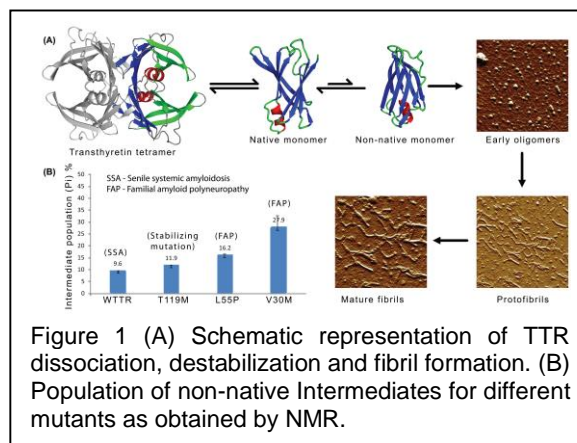 (A)
Transthyretin tetramer
Native monomer
Non-native monomer
Early oligomers
(B)
SSA - Senile systemic amyloidosis
FAP - Familial amyloid polyneuropathy
Intermediate population (Pi) %
50
45
40
35
30
25
20
15
10
5
0
(SSA)
9.6
WTTR
(Stabilizing
mutation)
11.9
T119M
(FAP)
16.2
L55P
(FAP)
27.9
V30M
Mature fibrils
Protofibrils
Figure 1 (A) Schematic representation of TTR
dissociation, destabilization and fibril formation. (B)
Population of non-native Intermediates for different
mutants as obtained by NMR.